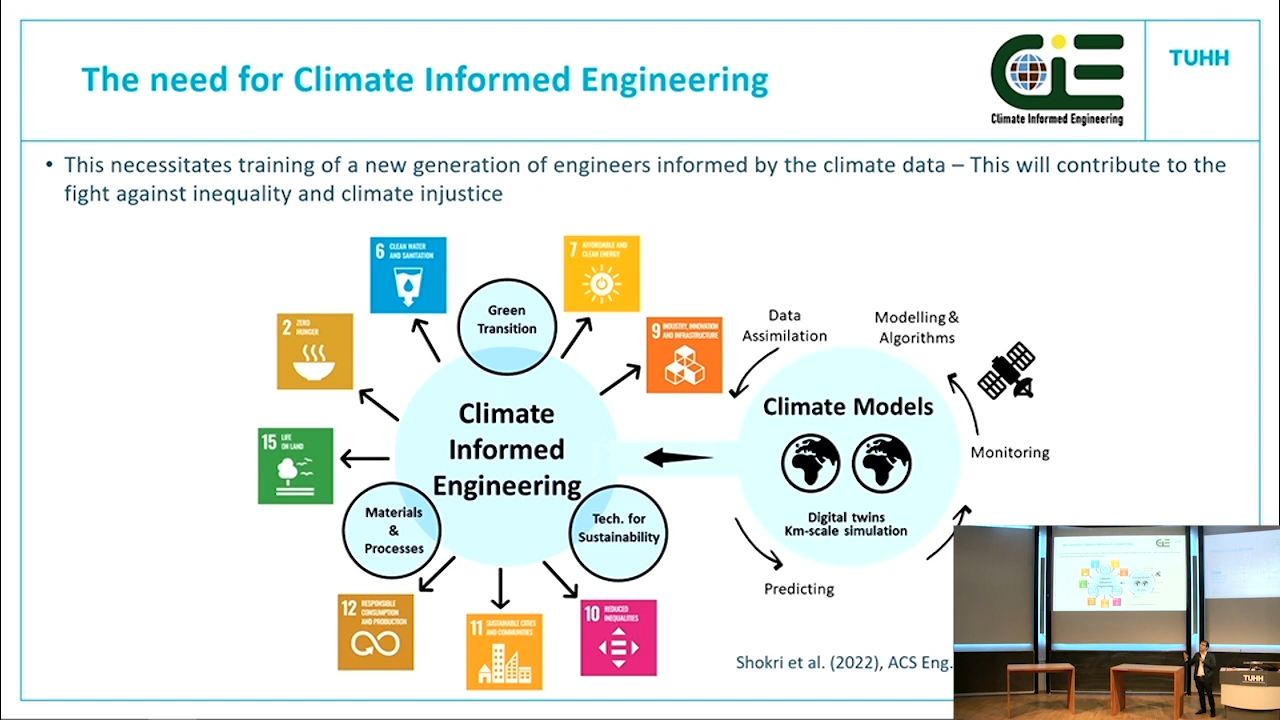 The need for Climate Informed Engineering
CiE
Climate Informed Engineering
TUHH
• This necessitates training of a new generation of engineers informed by the climate data – This will contribute to the
fight against inequality and climate injustice
6 CLEAN WATER
AND SANITATION
7 AFFORDABLE AND
CLEAN ENERGY
Green
Transition
2 ZERO
HUNGER
9 INDUSTRY, INNOVATION
AND INFRASTRUCTURE
Data
Assimilation
Modelling &
Algorithms
Climate
Informed
Engineering
Climate Models
15 LIFE
ON LAND
Monitoring
Materials
&
Processes
Tech. for
Sustainability
Digital twins
Km-scale simulation
Predicting
12 RESPONSIBLE
CONSUMPTION
AND PRODUCTION
11 SUSTAINABLE CITIES
AND COMMUNITIES
10 REDUCED
INEQUALITIES
Shokri et al. (2022), ACS Eng.
TUHH